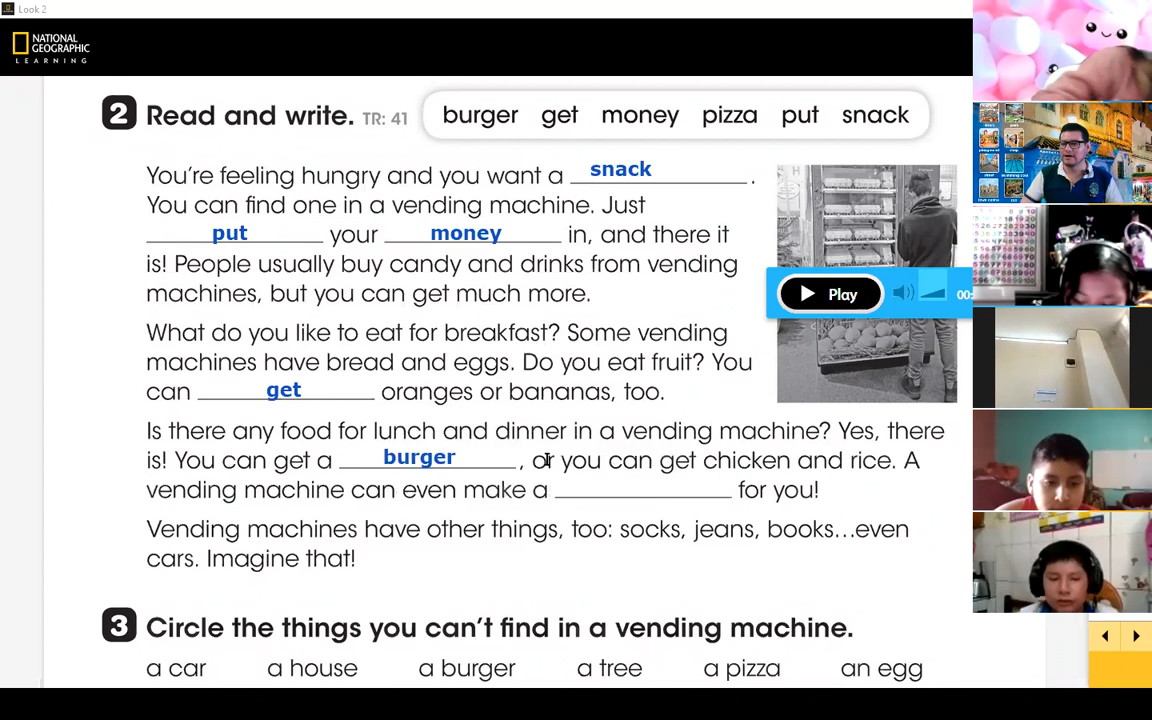 Look 2
NATIONAL
GEOGRAPHIC
LEARNING
2 Read and write. TR: 41
burger get money pizza put snack
You're feeling hungry and you want a snack .
You can find one in a vending machine. Just
put your money in, and there it
is! People usually buy candy and drinks from vending
machines, but you can get much more.
What do you like to eat for breakfast? Some vending
machines have bread and eggs. Do you eat fruit? You
can get oranges or bananas, too.
Is there any food for lunch and dinner in a vending machine? Yes, there
is! You can get a burger , or you can get chicken and rice. A
vending machine can even make a ____ for you!
Vending machines have other things, too: socks, jeans, books...even
cars. Imagine that!
Play
00:
3 Circle the things you can't find in a vending machine.
a car a house a burger a tree a pizza an egg